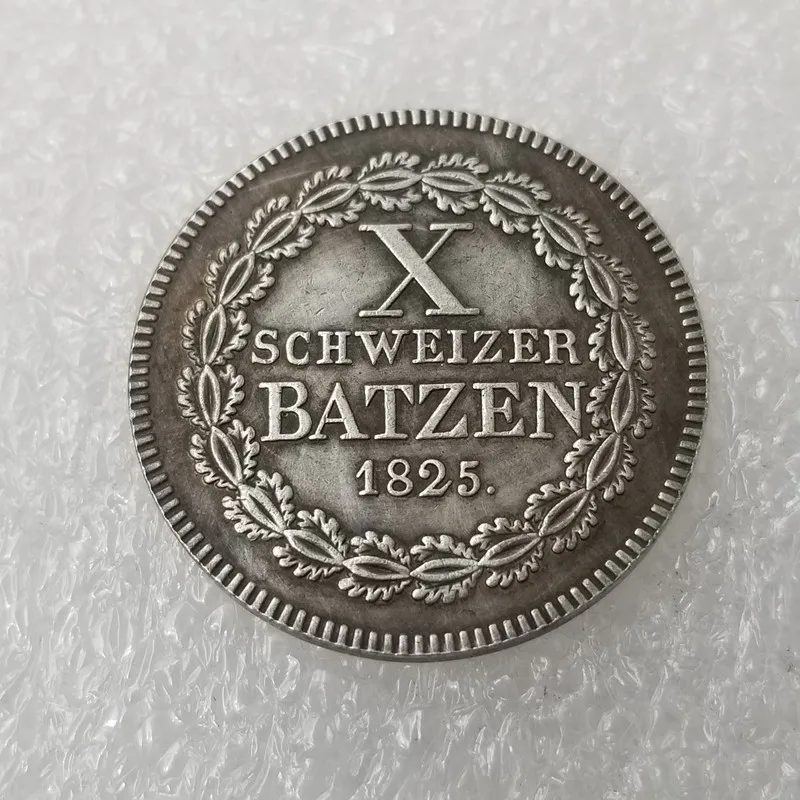 X
SCHWEIZER
BATZEN
1825.